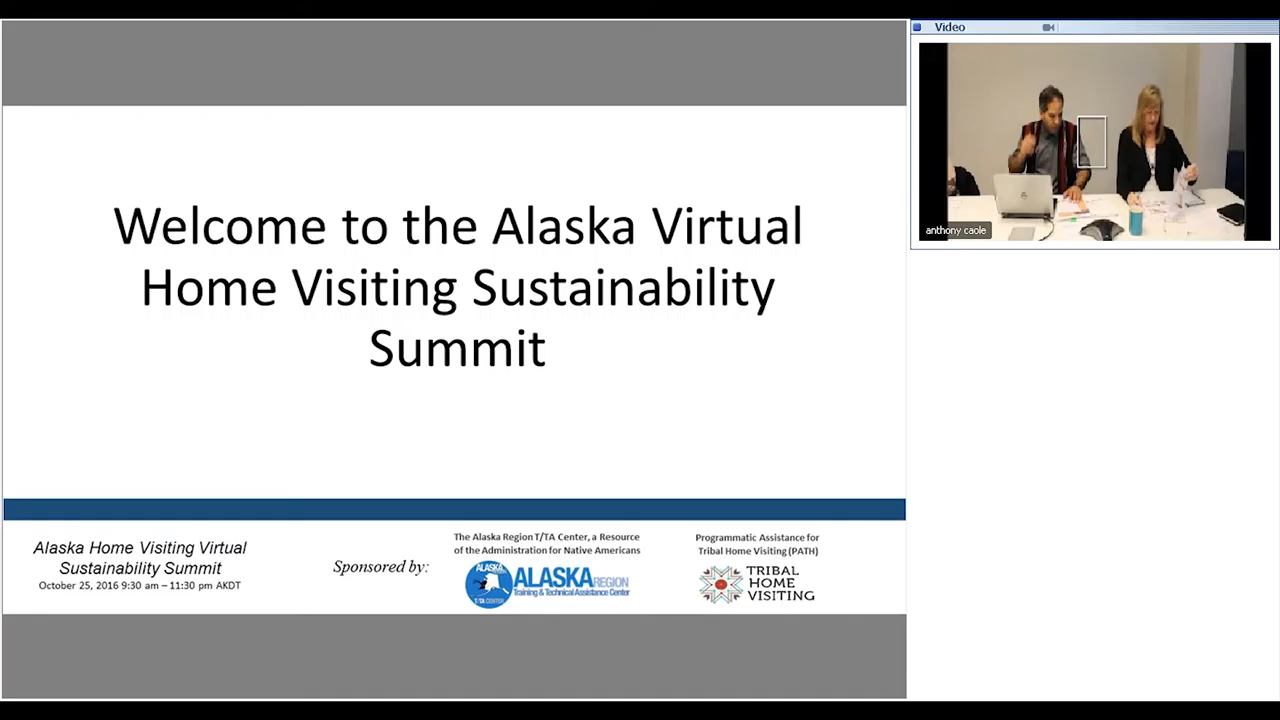 Welcome to the Alaska Virtual
Home Visiting Sustainability
Summit
Alaska Home Visiting Virtual
Sustainability Summit
October 25, 2016 9:30 am – 11:30 pm AKDT
Sponsored by:
The Alaska Region T/TA Center, a Resource
of the Administration for Native Americans
ALASKA
T/TA CENTER
ALASKA REGION
Training & Technical Assistance Center
Programmatic Assistance for
Tribal Home Visiting (PATH)
TRIBAL
HOME
VISITING
Video
anthony caole